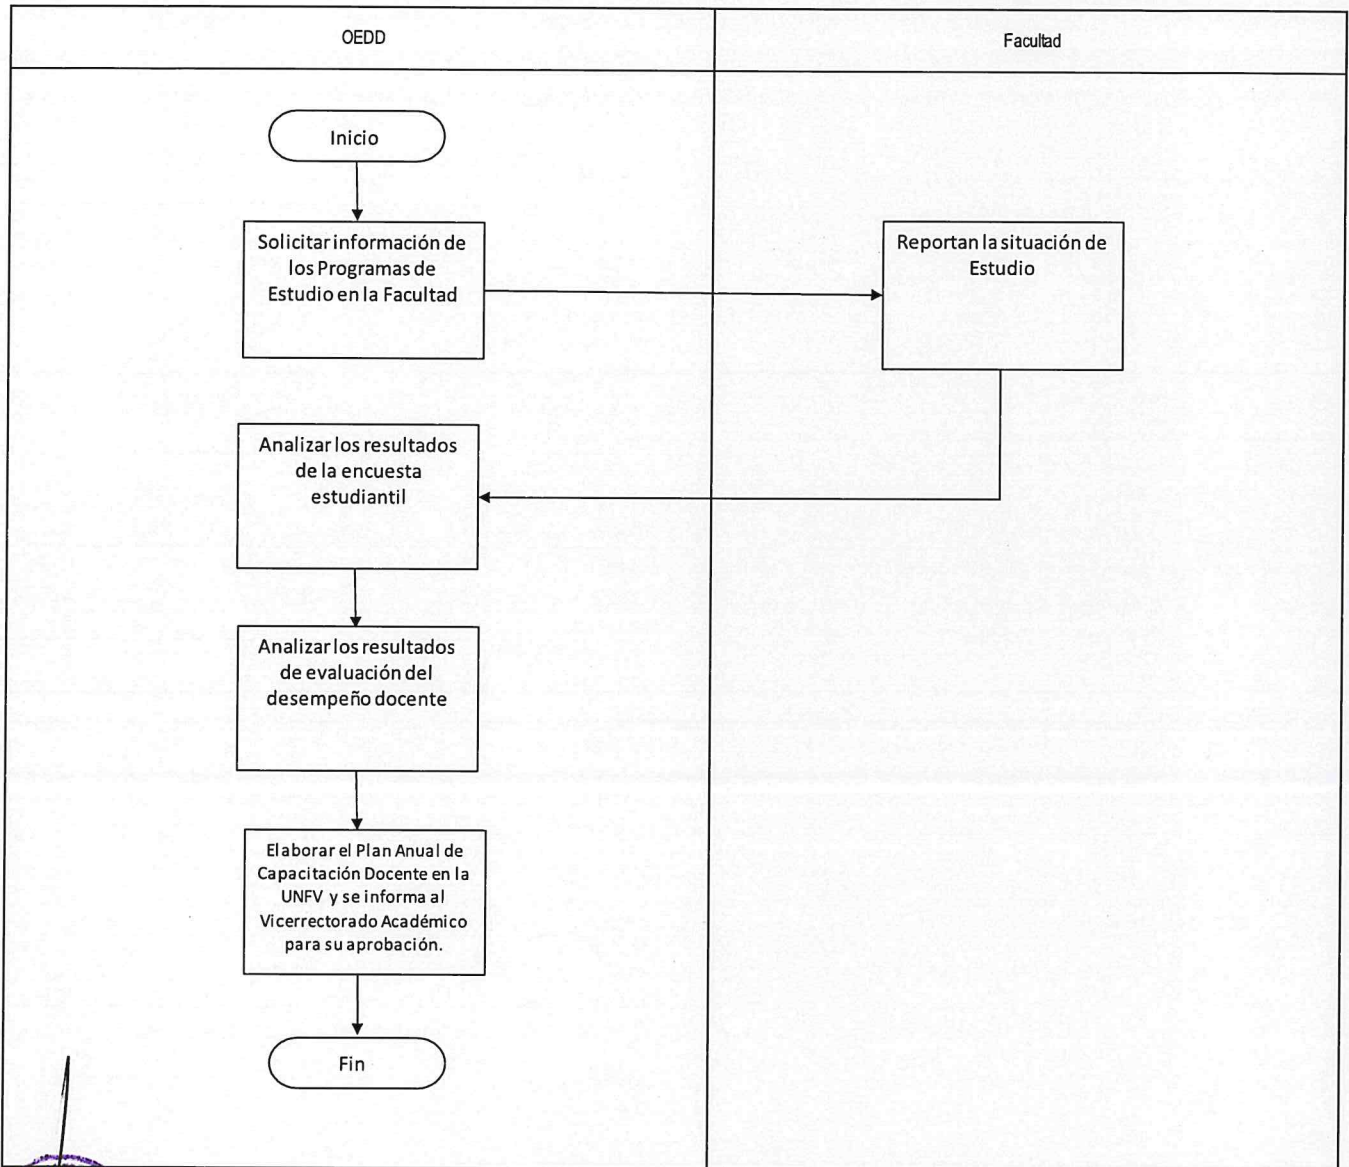 OEDD
Facultad
Inicio
Solicitar información de
los Programas de
Estudio en la Facultad
Reportan la situación de
Estudio
Analizar los resultados
de la encuesta
estudiantil
Analizar los resultados
de evaluación del
desempeño docente
Elaborar el Plan Anual de
Capacitación Docente en la
UNFV y se informa al
Vicerrectorado Académico
para su aprobación.
Fin